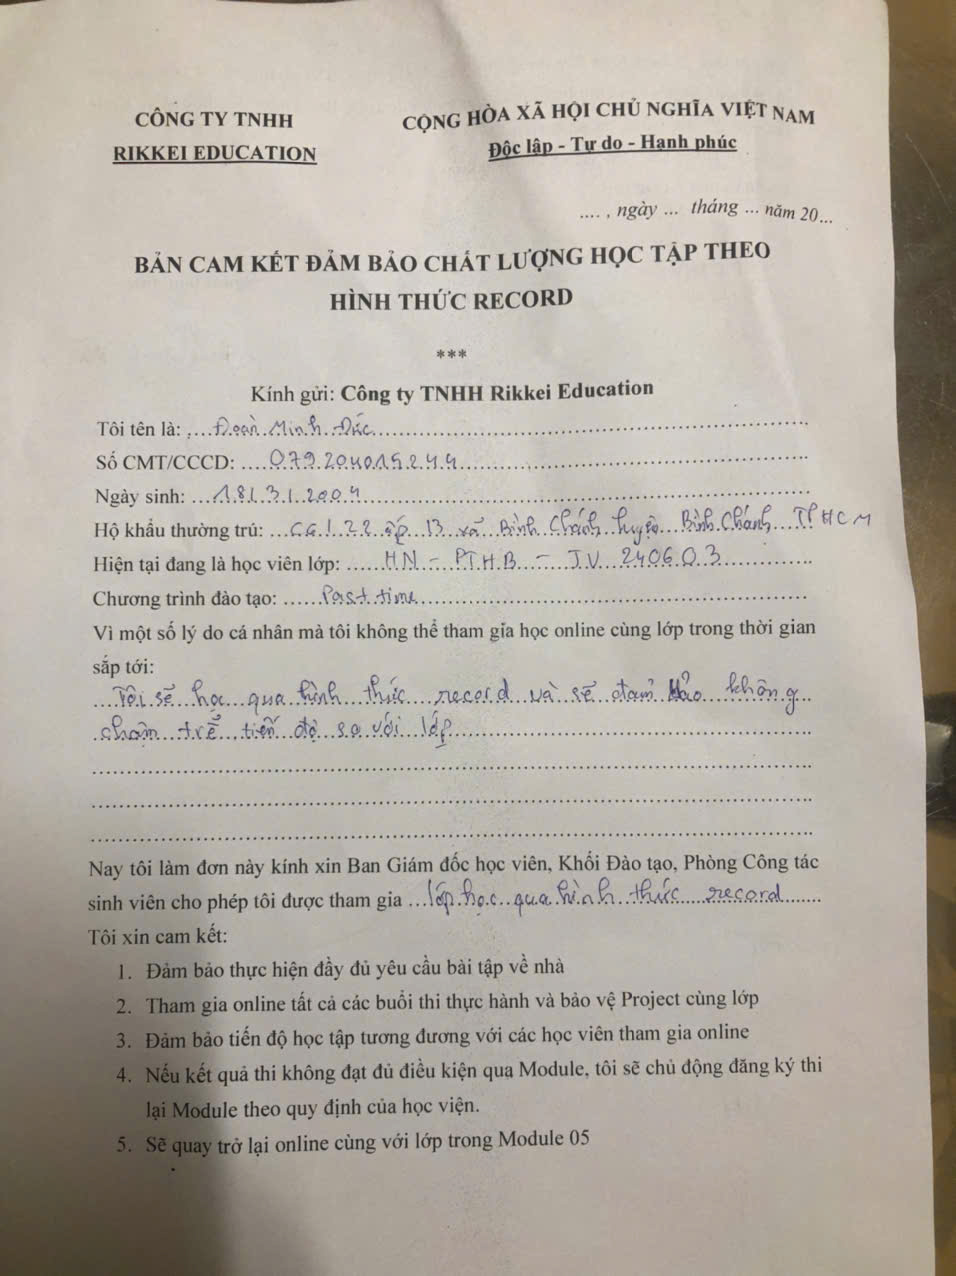 CÔNG TY TNHH
RIKKEI EDUCATION
CỘNG HÒA XÃ HỘI CHỦ NGHĨA VIỆT NAM
Độc lập - Tự do - Hạnh phúc
.... , ngày ... tháng ... năm 20...
BẢN CAM KẾT ĐẢM BẢO CHẤT LƯỢNG HỌC TẬP THEO
HÌNH THỨC RECORD
***
Kính gửi: Công ty TNHH Rikkei Education
Tôi tên là: Đoàn Minh Đức
Số CMT/CCCD: 079204015244
Ngày sinh: 18/3/2004
Hộ khẩu thường trú: C6/22 ấp 13 xã Bình Chánh huyện Bình Chánh TPHCM
Hiện tại đang là học viên lớp: HN - PTHB - JV 240603
Chương trình đào tạo: Part time
Vì một số lý do cá nhân mà tôi không thể tham gia học online cùng lớp trong thời gian
sắp tới:
Tôi sẽ học qua hình thức record và sẽ đảm bảo không
chậm trễ tiến độ so với lớp
Nay tôi làm đơn này kính xin Ban Giám đốc học viên, Khối Đào tạo, Phòng Công tác
sinh viên cho phép tôi được tham gia lớp học qua hình thức record
Tôi xin cam kết:
1. Đảm bảo thực hiện đầy đủ yêu cầu bài tập về nhà
2. Tham gia online tất cả các buổi thi thực hành và bảo vệ Project cùng lớp
3. Đảm bảo tiến độ học tập tương đương với các học viên tham gia online
4. Nếu kết quả thi không đạt đủ điều kiện qua Module, tôi sẽ chủ động đăng ký thi
lại Module theo quy định của học viện.
5. Sẽ quay trở lại online cùng với lớp trong Module 05